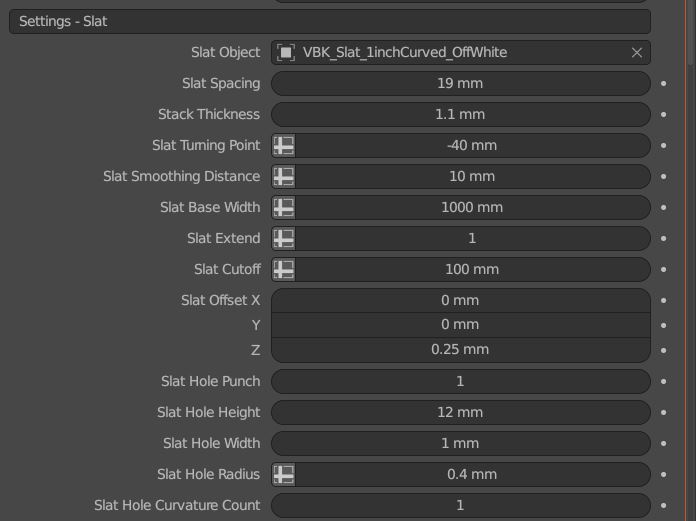 Settings - Slat
Slat Object VBK_Slat_1inchCurved_OffWhite
Slat Spacing 19 mm
Stack Thickness 1.1 mm
Slat Turning Point -40 mm
Slat Smoothing Distance 10 mm
Slat Base Width 1000 mm
Slat Extend 1
Slat Cutoff 100 mm
Slat Offset X 0 mm
Y 0 mm
Z 0.25 mm
Slat Hole Punch 1
Slat Hole Height 12 mm
Slat Hole Width 1 mm
Slat Hole Radius 0.4 mm
Slat Hole Curvature Count 1